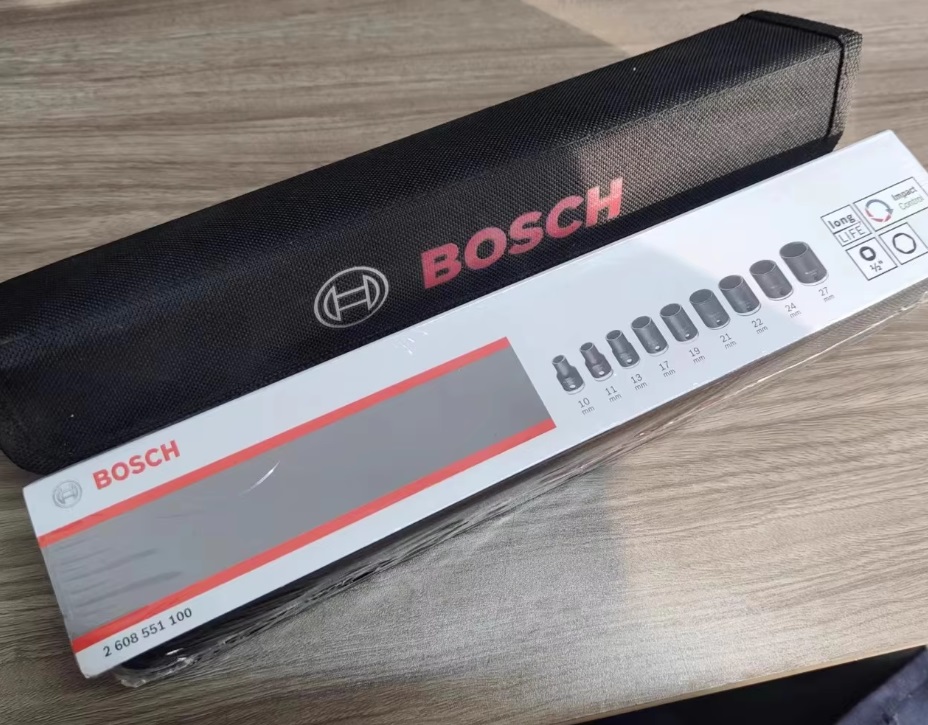 BOSCH
BOSCH
2 608 551 100
10 mm
11 mm
13 mm
17 mm
19 mm
21 mm
22 mm
24 mm
27 mm
long
LIFE
Impact
Control
1/2"